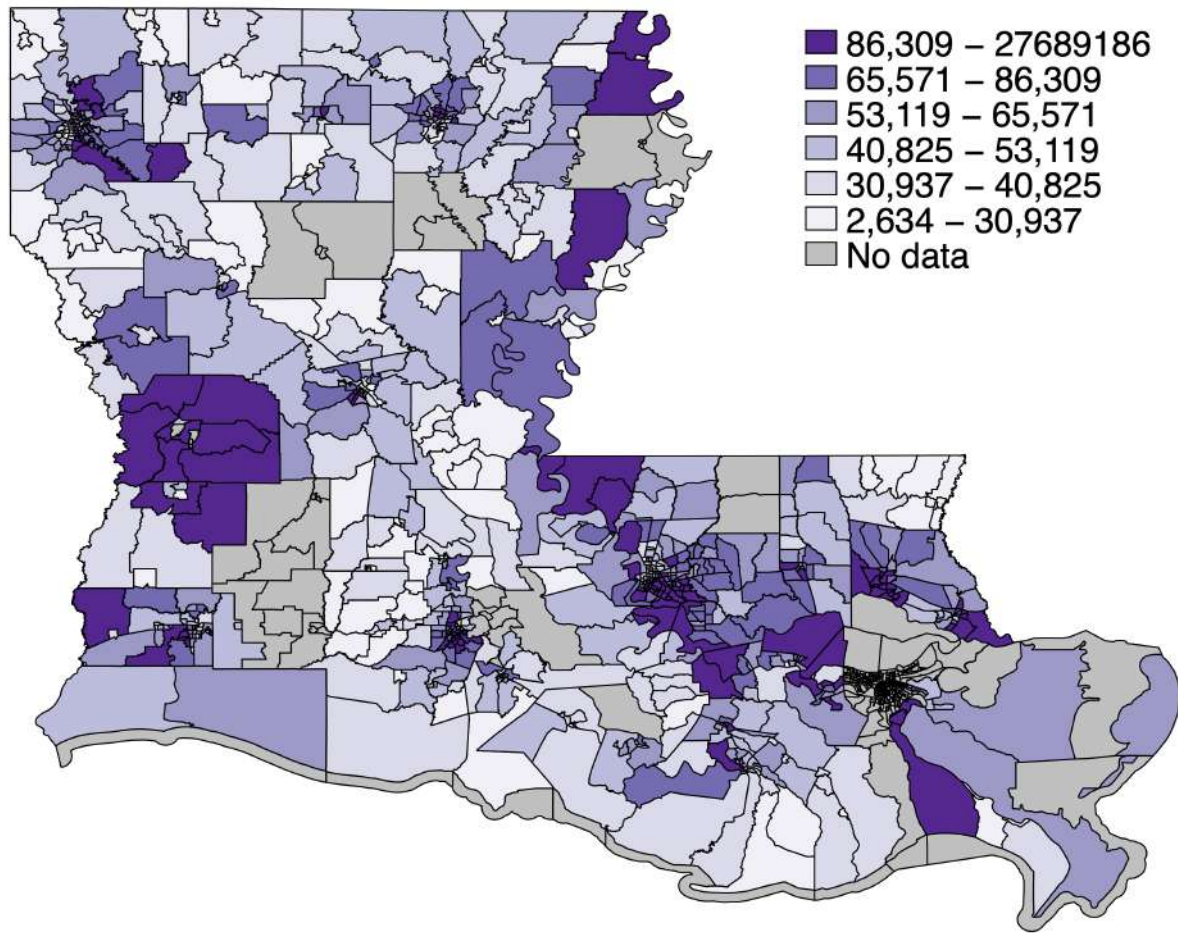 86,309 – 27689186
65,571 – 86,309
53,119 – 65,571
40,825 – 53,119
30,937 – 40,825
2,634 – 30,937
No data